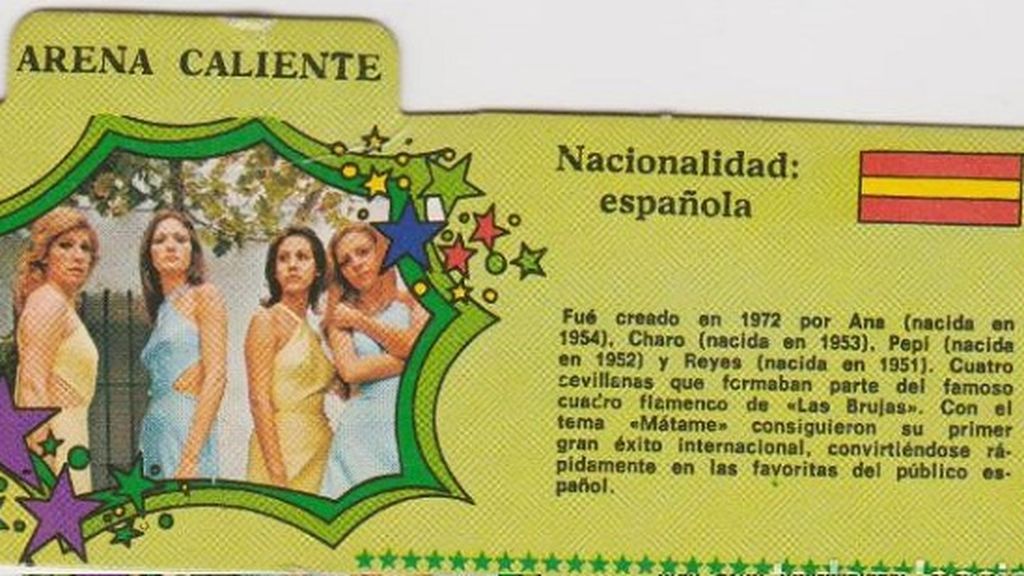 ARENA CALIENTE
Nacionalidad:
española
Fué creado en 1972 por Ana (nacida en
1954), Charo (nacida en 1953), Pepi (nacida
en 1952) y Reyes (nacida en 1951). Cuatro
sevillanas que formaban parte del famoso
cuadro flamenco de «Las Brujas». Con el
tema «Mátame» consiguieron su primer
gran éxito internacional, convirtiéndose rá-
pidamente en las favoritas del público es-
pañol.